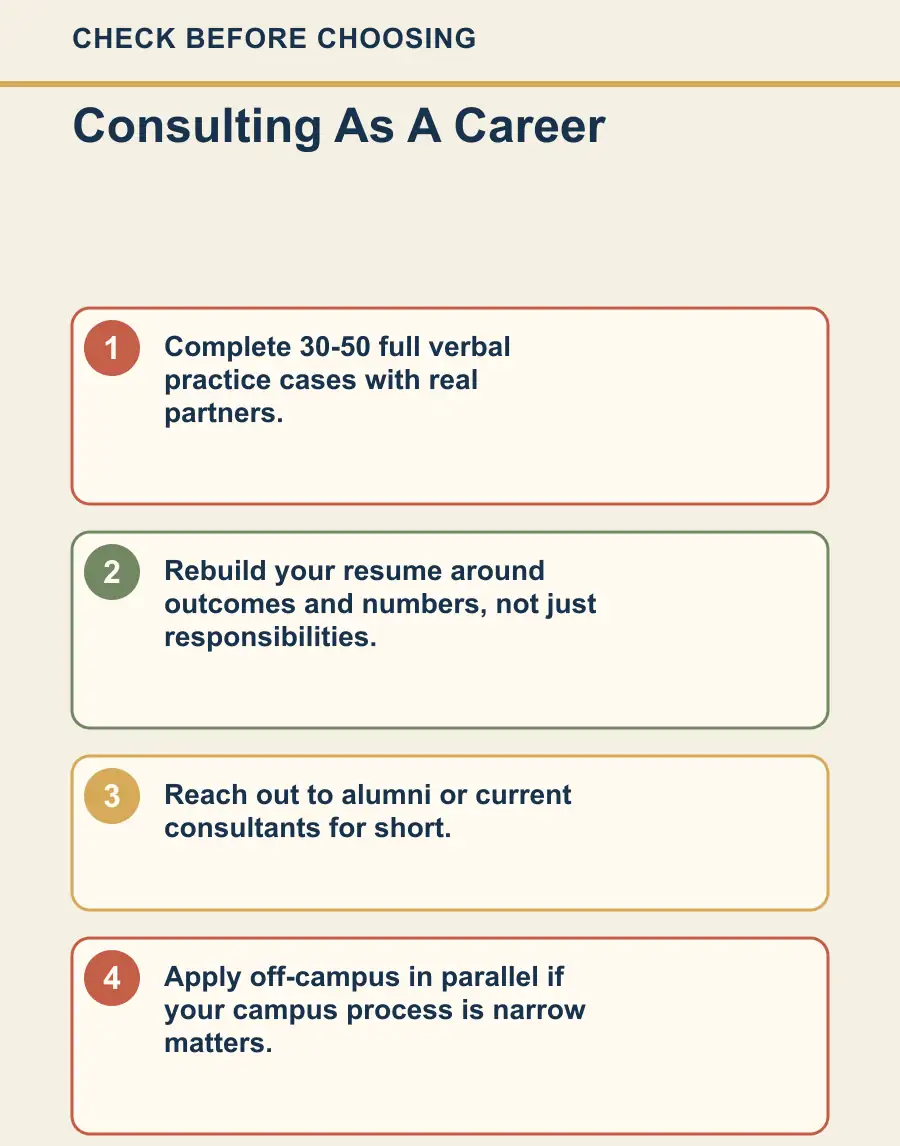 CHECK BEFORE CHOOSING
Consulting As A Career
1
Complete 30-50 full verbal
practice cases with real
partners.
2
Rebuild your resume around
outcomes and numbers, not just
responsibilities.
3
Reach out to alumni or current
consultants for short.
4
Apply off-campus in parallel if
your campus process is narrow
matters.